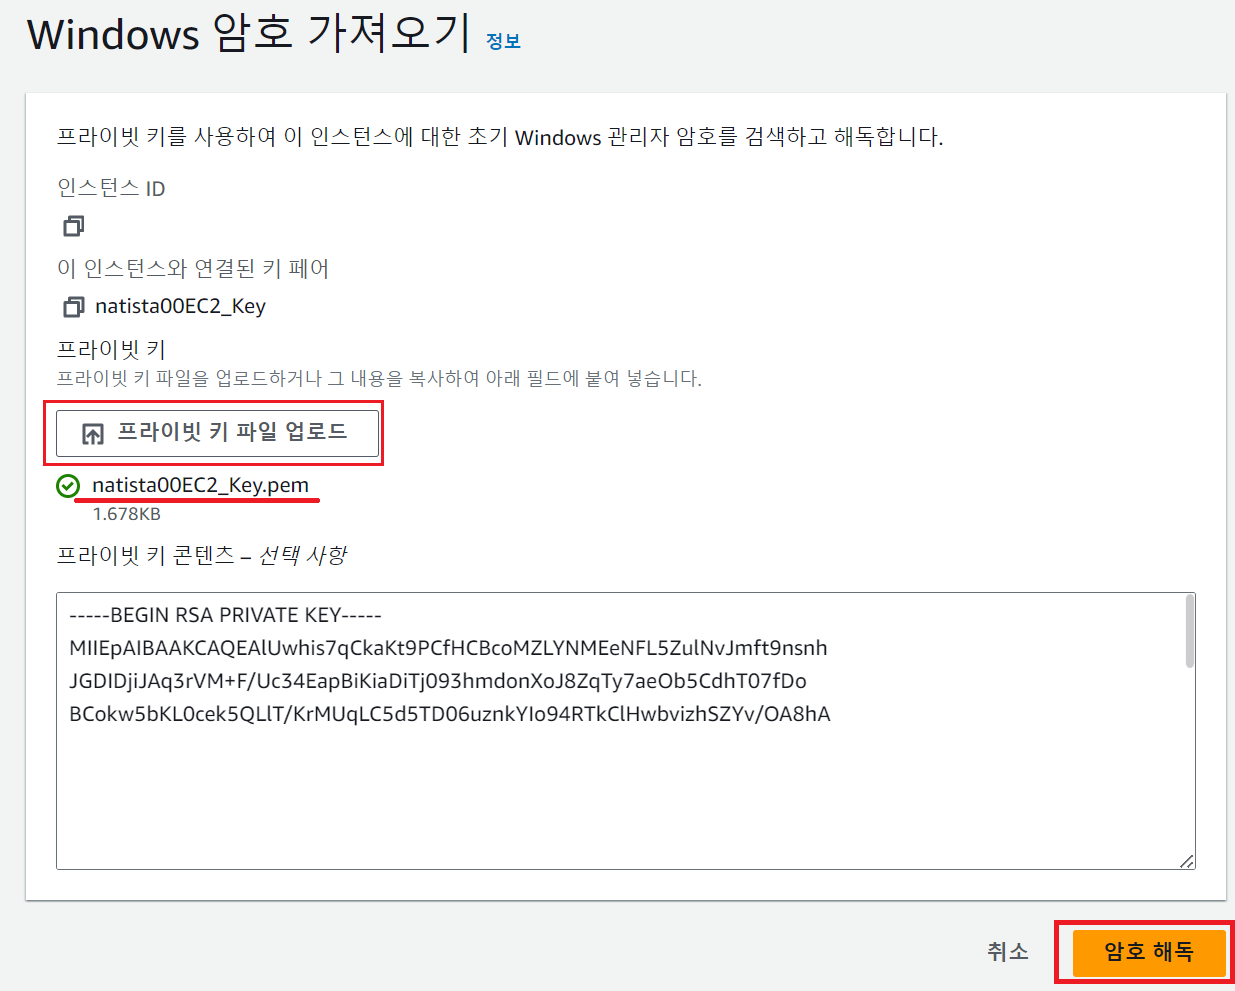 Windows 암호 가져오기 정보
프라이빗 키를 사용하여 이 인스턴스에 대한 초기 Windows 관리자 암호를 검색하고 해독합니다.
인스턴스 ID
이 인스턴스와 연결된 키 페어
natista00EC2_Key
프라이빗 키
프라이빗 키 파일을 업로드하거나 그 내용을 복사하여 아래 필드에 붙여 넣습니다.
프라이빗 키 파일 업로드
natista00EC2_Key.pem
1.678KB
프라이빗 키 콘텐츠 – 선택 사항
-----BEGIN RSA PRIVATE KEY-----
MIIEpAIBAAKCAQEAlUwhis7qCkaKt9PCfHCBcoMZLYNMEeNFL5ZulNvJmft9nsnh
JGDIDjiJAq3rVM+F/Uc34EapBiKiaDiTj093hmdonXoJ8ZqTy7aeOb5CdhT07fDo
BCokw5bKL0cek5QLlT/KrMUqLC5d5TD06uznkYIo94RTkClHwbvizhSZYv/OA8hA
취소
암호 해독